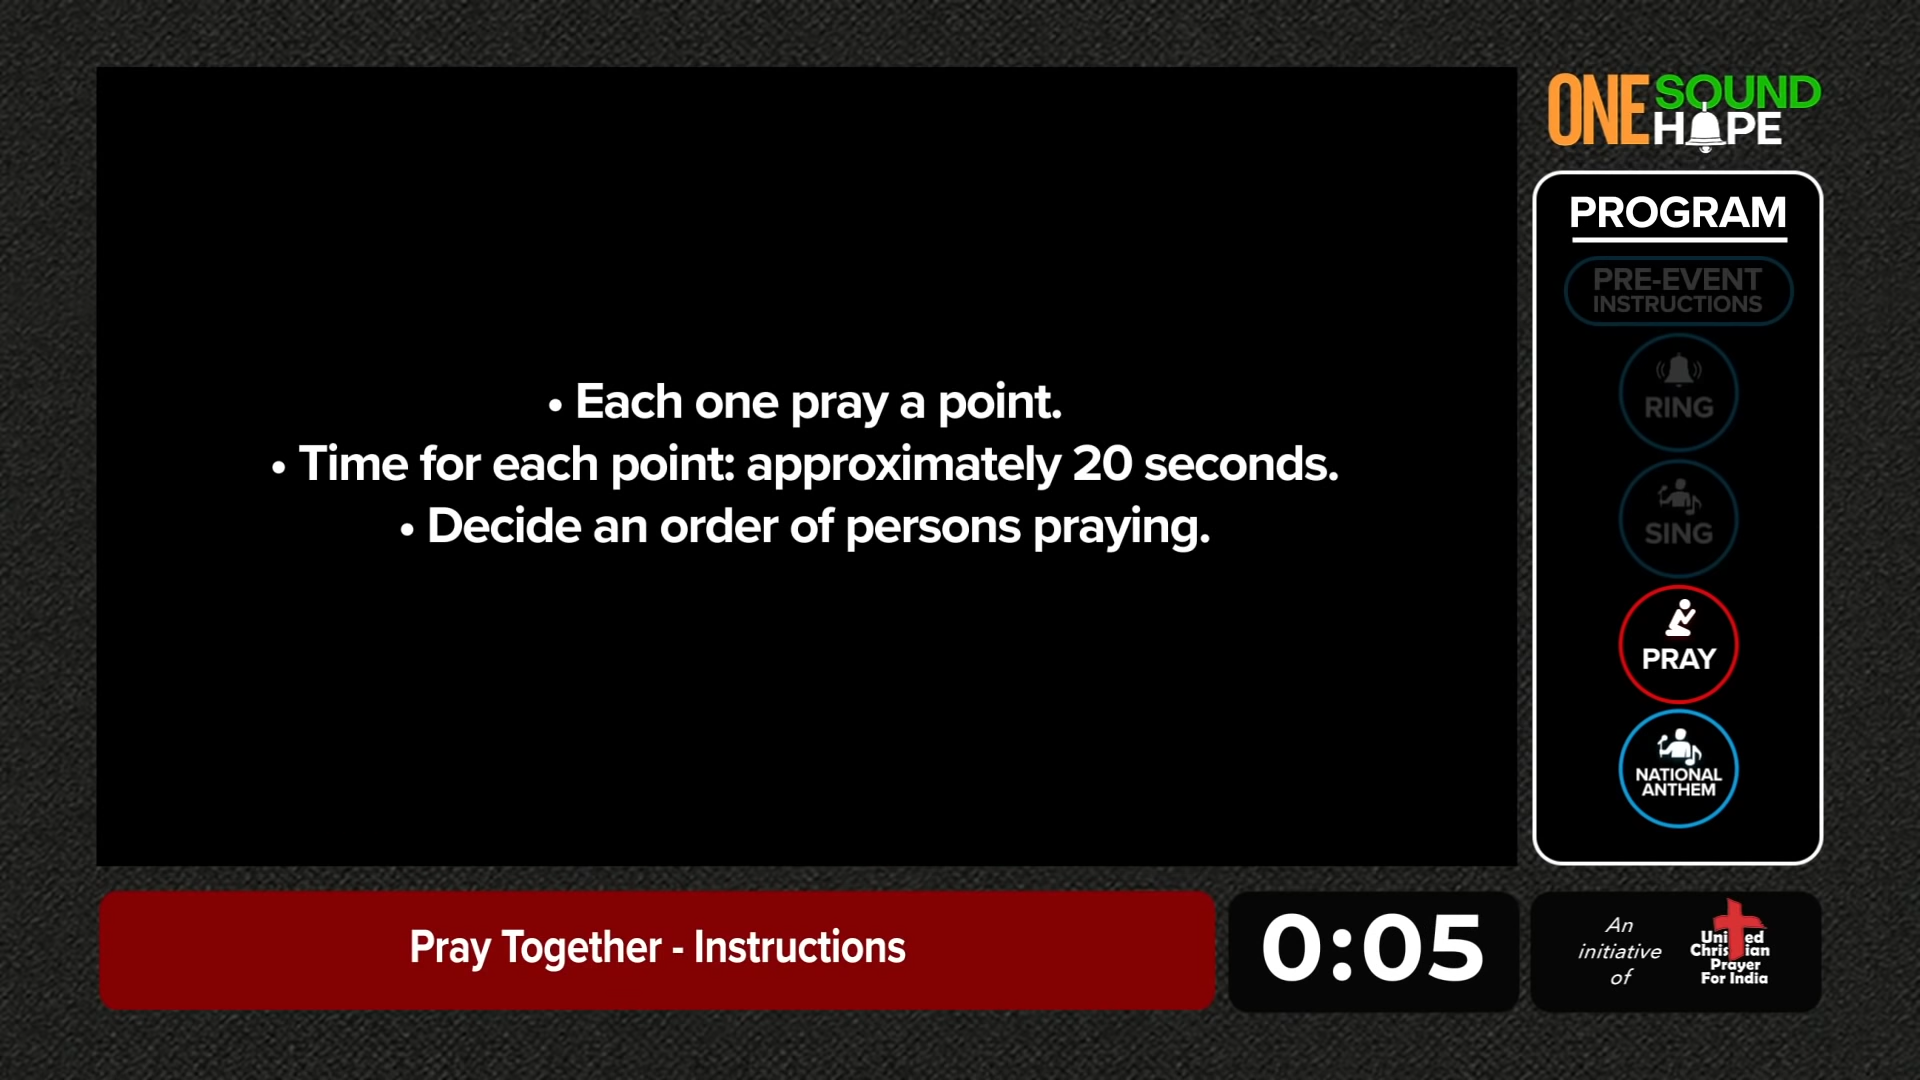 ONE SOUND
HOPE
PROGRAM
PRE-EVENT
INSTRUCTIONS
RING
SING
PRAY
NATIONAL
ANTHEM
• Each one pray a point.
• Time for each point: approximately 20 seconds.
• Decide an order of persons praying.
Pray Together - Instructions
0:05
An
initiative
of
United
Christian
Prayer
For India